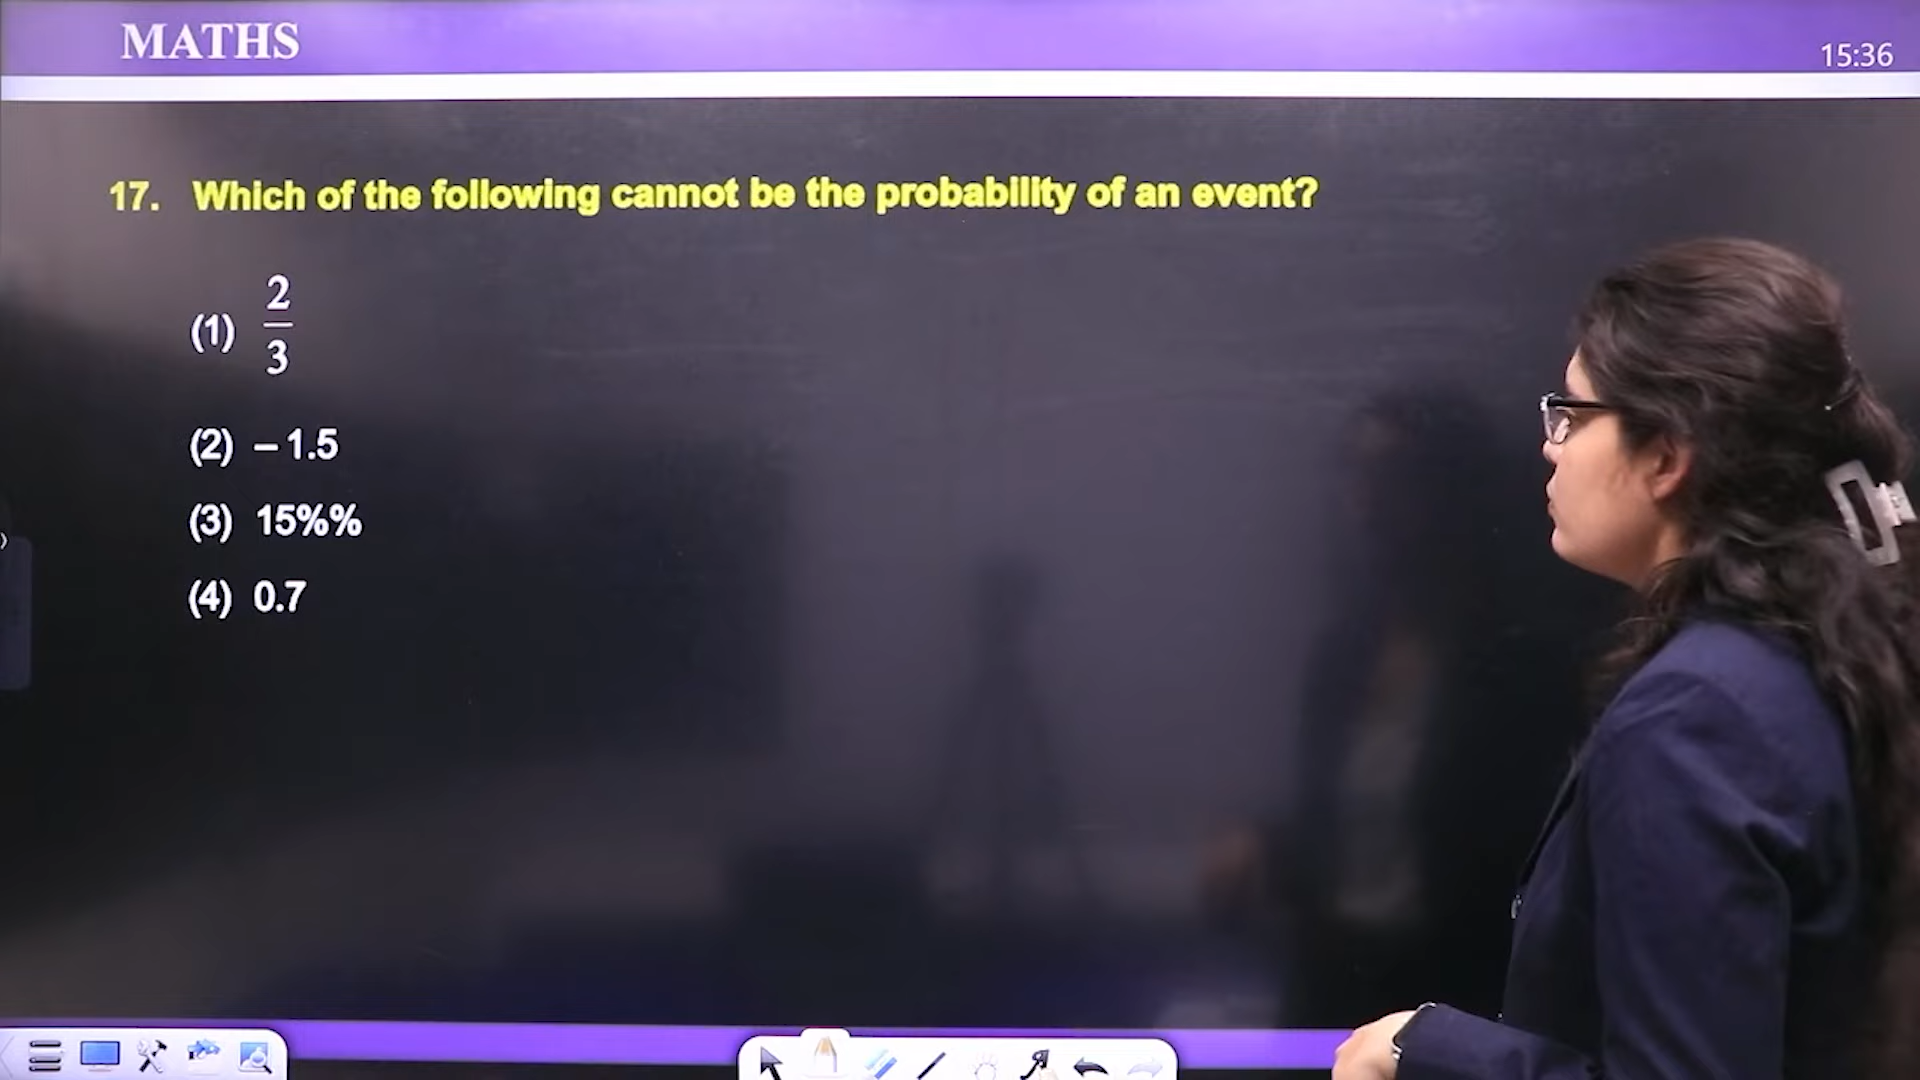 MATHS
15:36
17. Which of the following cannot be the probability of an event?
(1) 2/3
(2) – 1.5
(3) 15%%
(4) 0.7